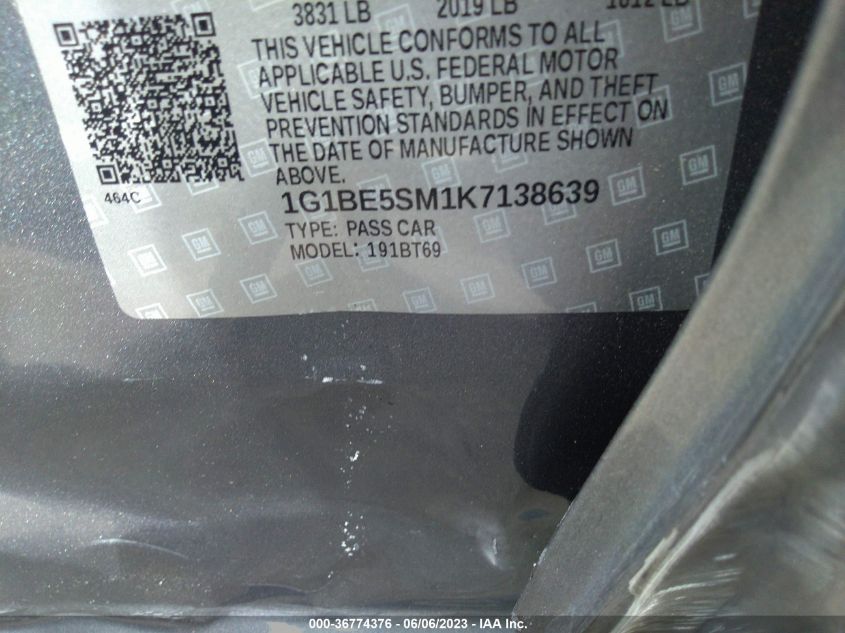 3831 LB 2019 LB 1812 LB
THIS VEHICLE CONFORMS TO ALL
APPLICABLE U.S. FEDERAL MOTOR
VEHICLE SAFETY, BUMPER, AND THEFT
PREVENTION STANDARDS IN EFFECT ON
THE DATE OF MANUFACTURE SHOWN
ABOVE.
464C
1G1BE5SM1K7138639
TYPE: PASS CAR
MODEL: 191BT69
000-36774376 - 06/06/2023 - IAA Inc.